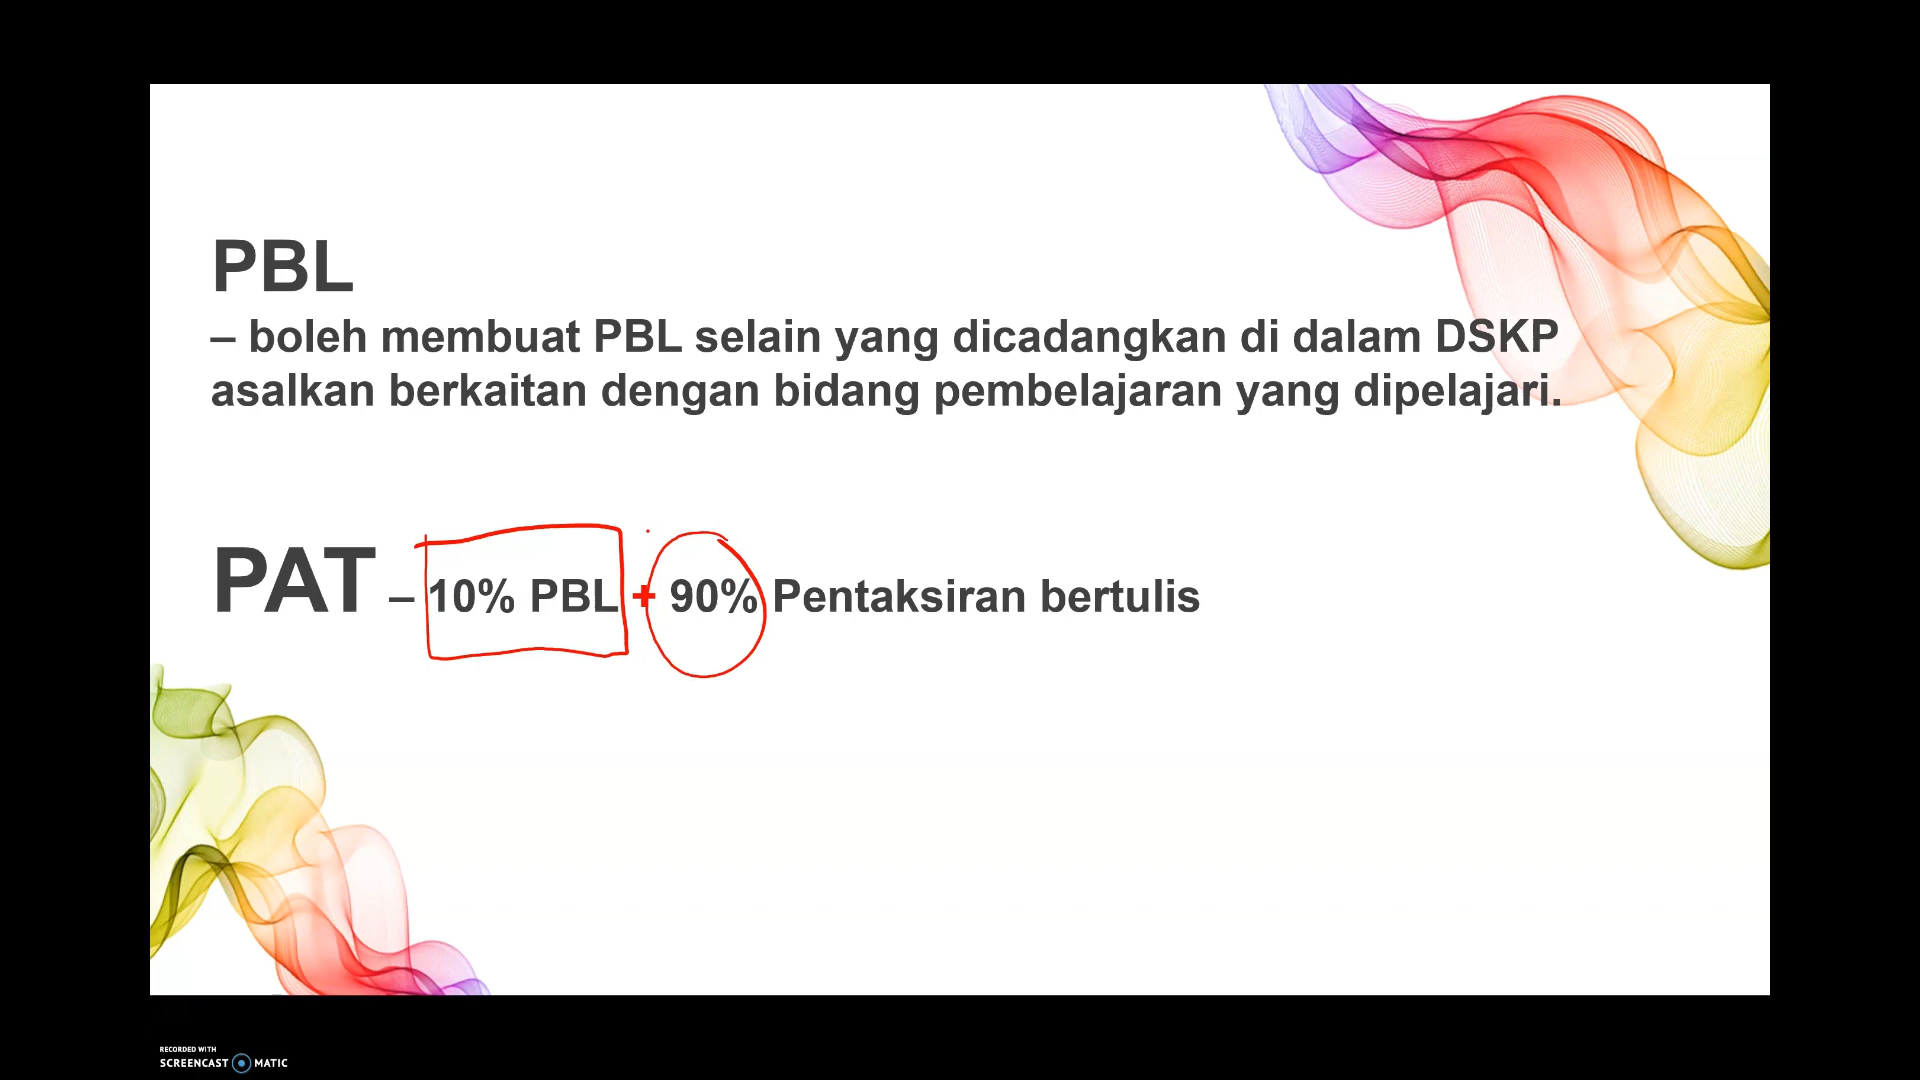 PBL
– boleh membuat PBL selain yang dicadangkan di dalam DSKP
asalkan berkaitan dengan bidang pembelajaran yang dipelajari.
PAT – 10% PBL + 90% Pentaksiran bertulis
RECORDED WITH
SCREENCAST MATIC